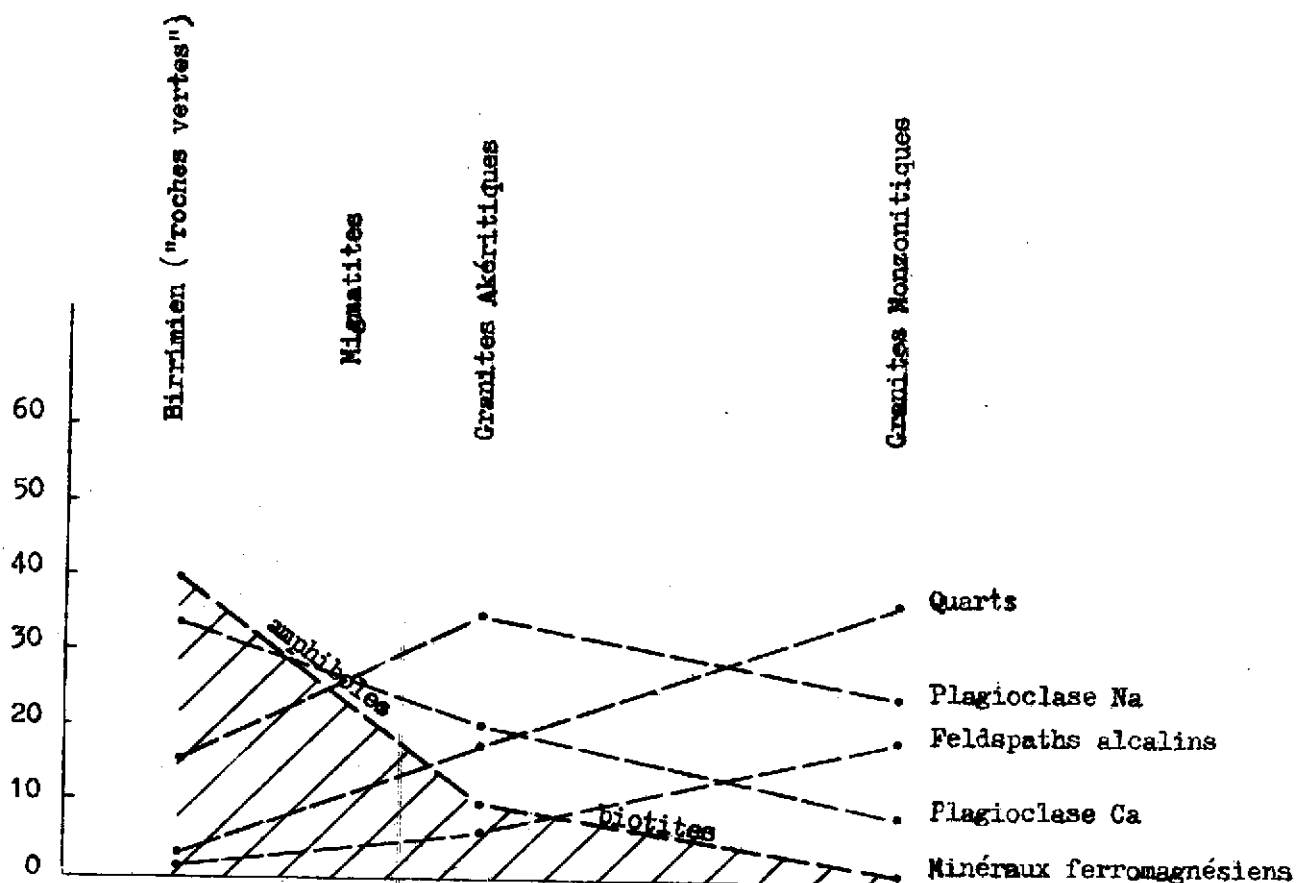 Birrimien ("roches vertes")
Migmatites
Granites Akéritiques
Granites Monzonitiques
60
50
40
30
20
10
0
amphiboles
biotites
Quarts
Plagioclase Na
Feldspaths alcalins
Plagioclase Ca
Minéraux ferromagnésiens